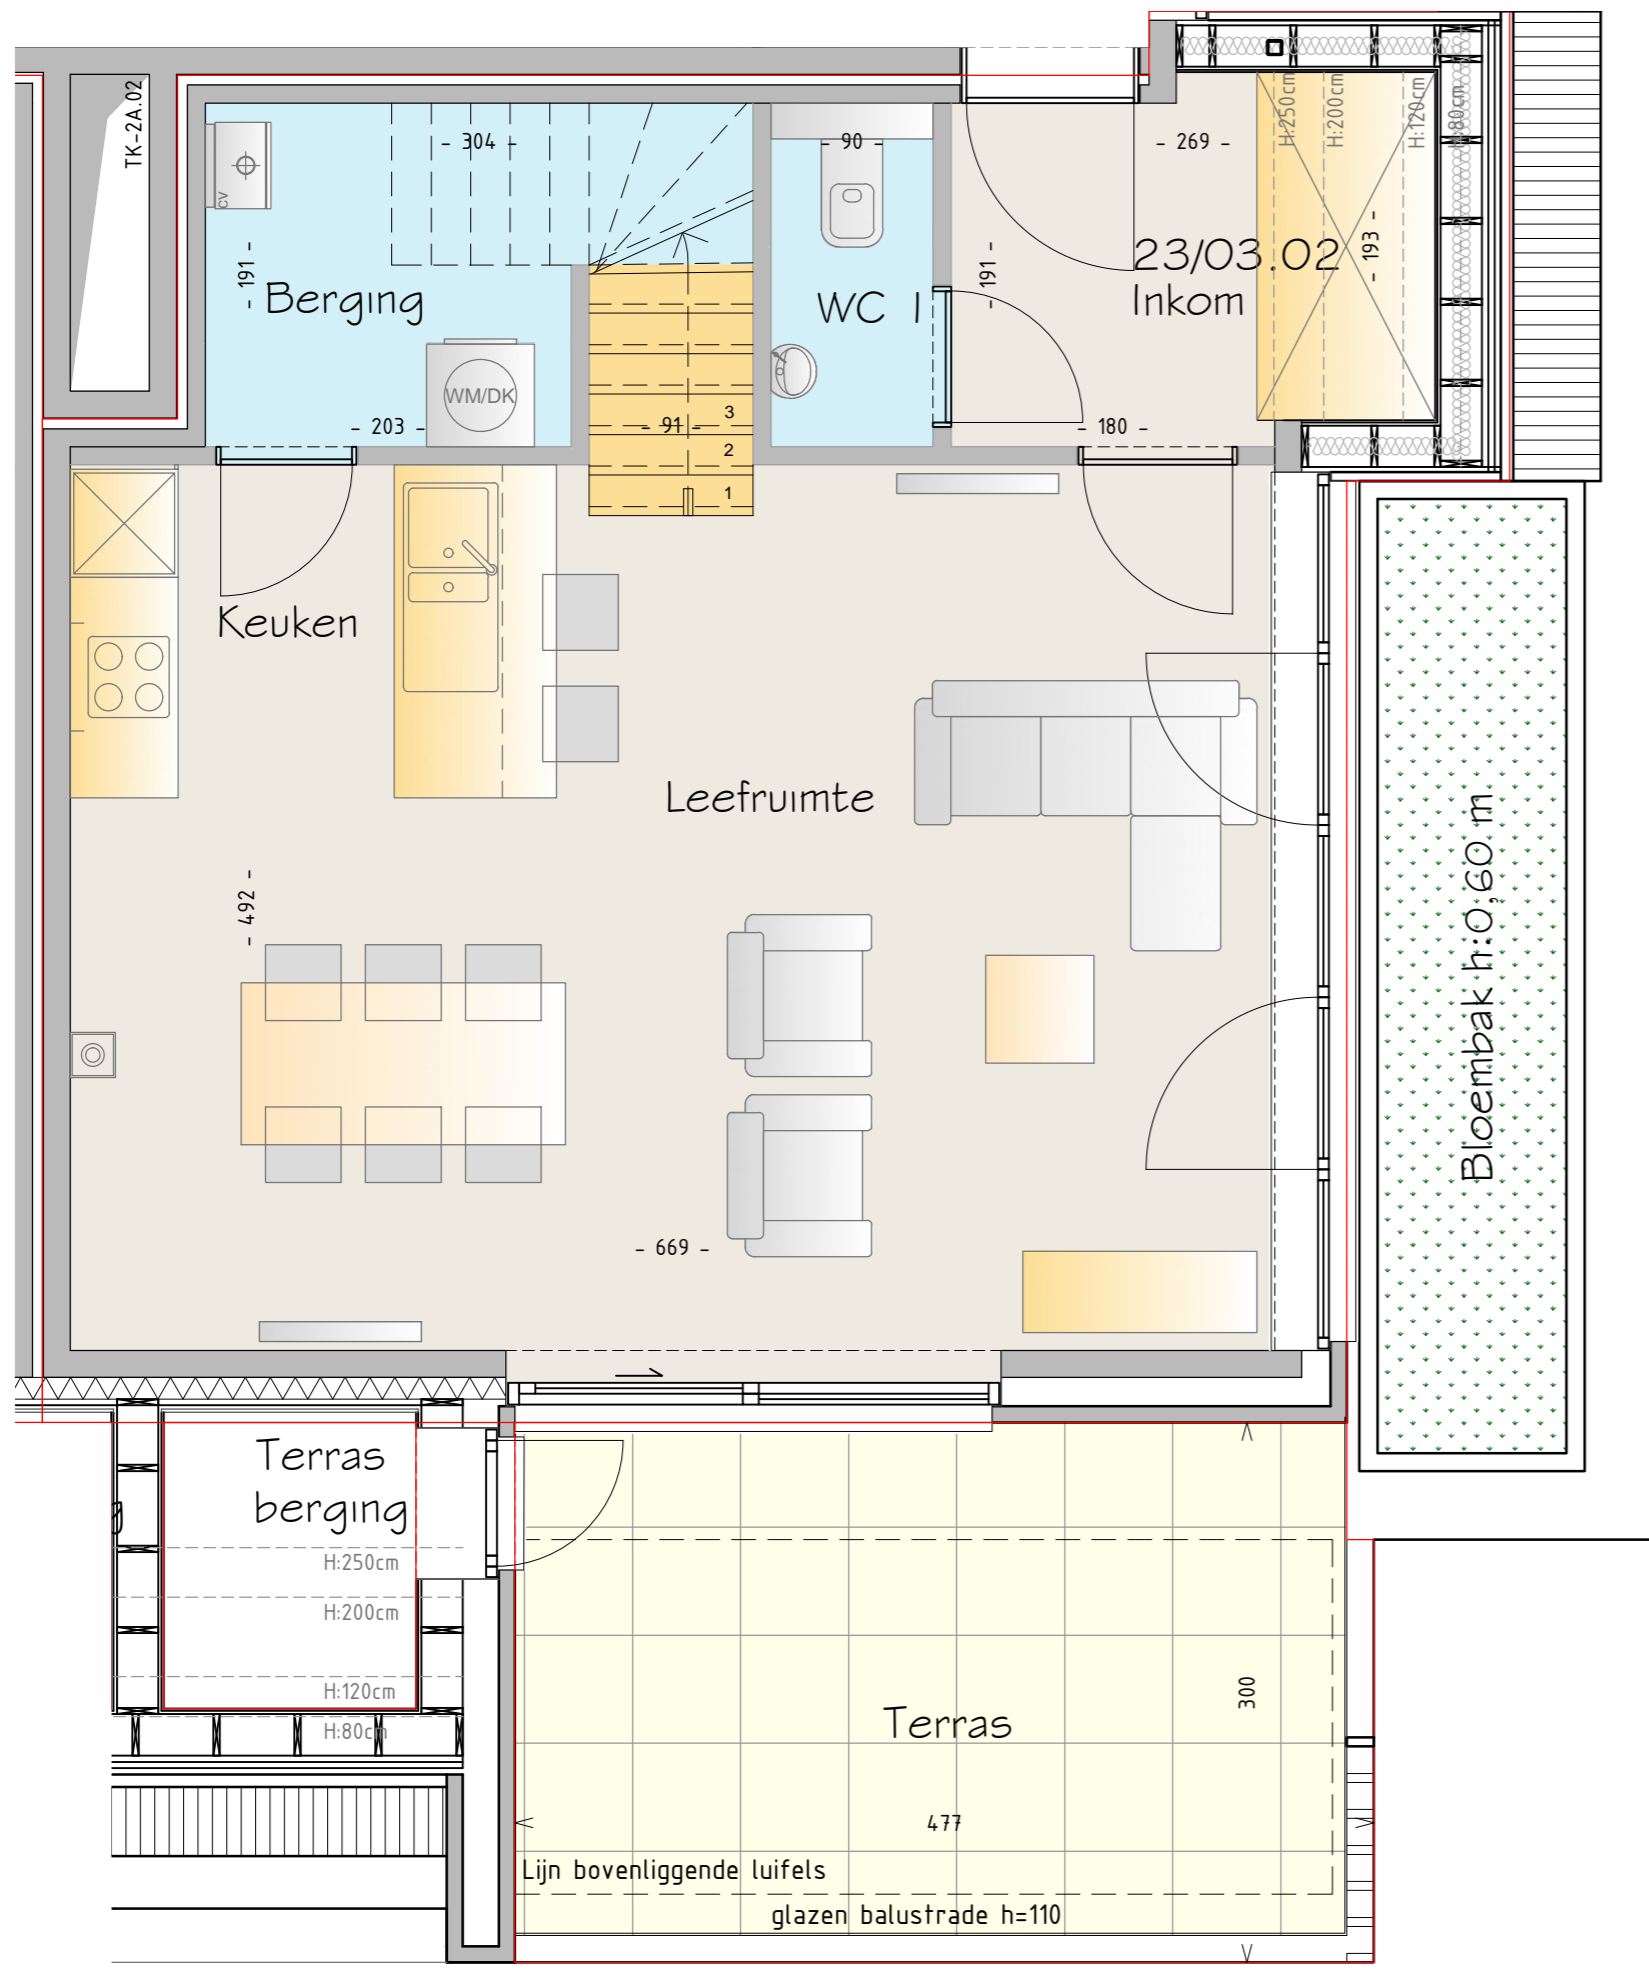 TK-2A.02
- 304 -
- 90 -
- 269 -
H:250cm
H:200cm
H:120cm
H:80cm
CV
- 191 -
Berging
WC 1
- 191 -
23/03.02
Inkom
- 193 -
WM/DK
- 203 -
- 91 -
3
2
1
- 180 -
Keuken
Leefruimte
- 492 -
Bloembak h:0,60 m
- 669 -
Terras
berging
g
H:250cm
H:200cm
H:120cm
H:80cm
300
Terras
477
Lijn bovenliggende luifels
glazen balustrade h=110